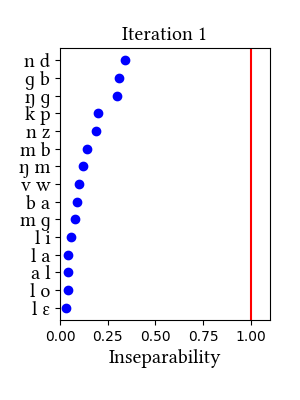 Iteration 1
n d
ɡ b
ŋ ɡ
k p
n z
m b
ŋ m
v w
b a
m ɡ
l i
l a
a l
l o
l ɛ
0.00 0.25 0.50 0.75 1.00
Inseparability